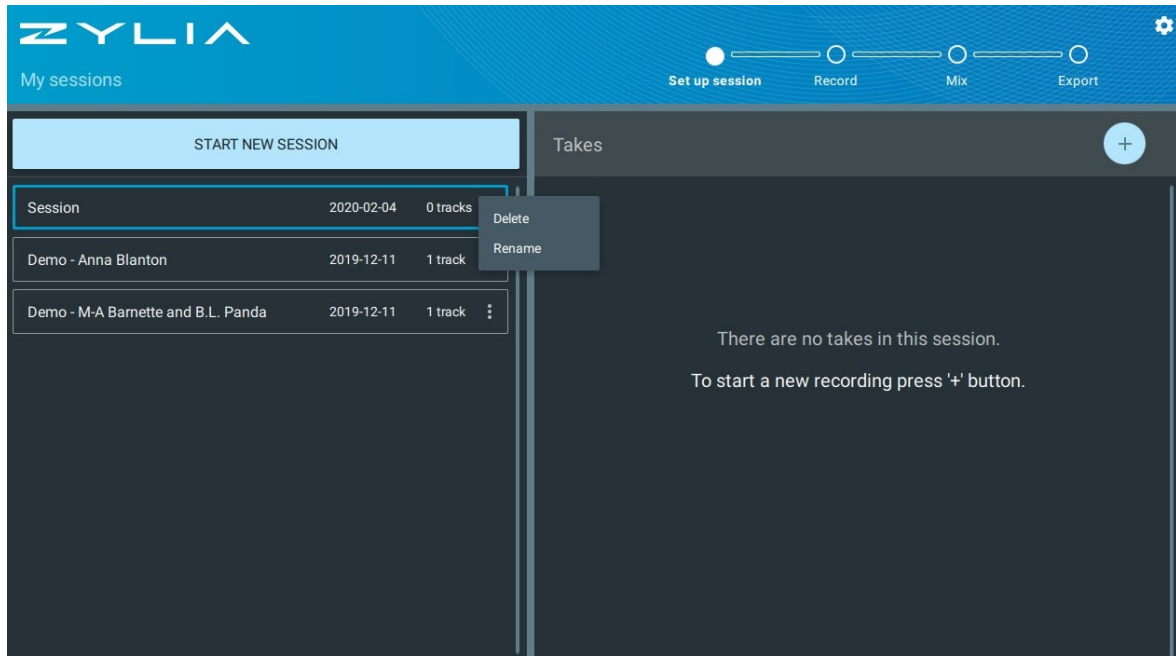 ZYLIA
My sessions
Set up session Record Mix Export
START NEW SESSION
Takes
+
Session 2020-02-04 0 tracks
Delete
Rename
Demo - Anna Blanton 2019-12-11 1 track
Demo - M-A Barnette and B.L. Panda 2019-12-11 1 track
There are no takes in this session.
To start a new recording press '+' button.